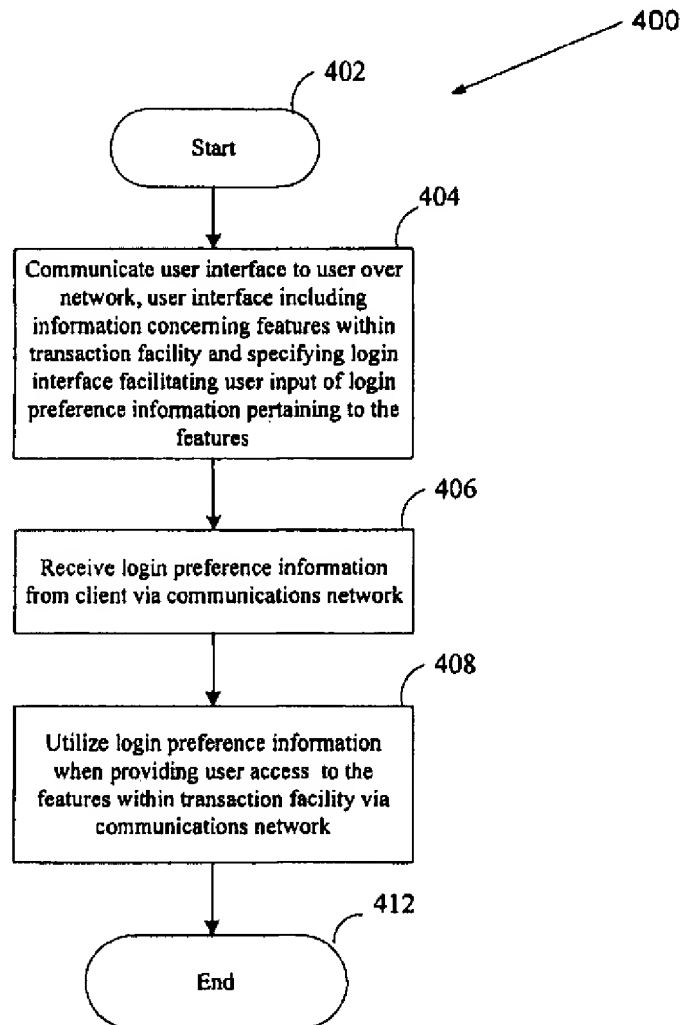 400
402
Start
404
Communicate user interface to user over
network, user interface including
information concerning features within
transaction facility and specifying login
interface facilitating user input of login
preference information pertaining to the
features
406
Receive login preference information
from client via communications network
408
Utilize login preference information
when providing user access to the
features within transaction facility via
communications network
412
End